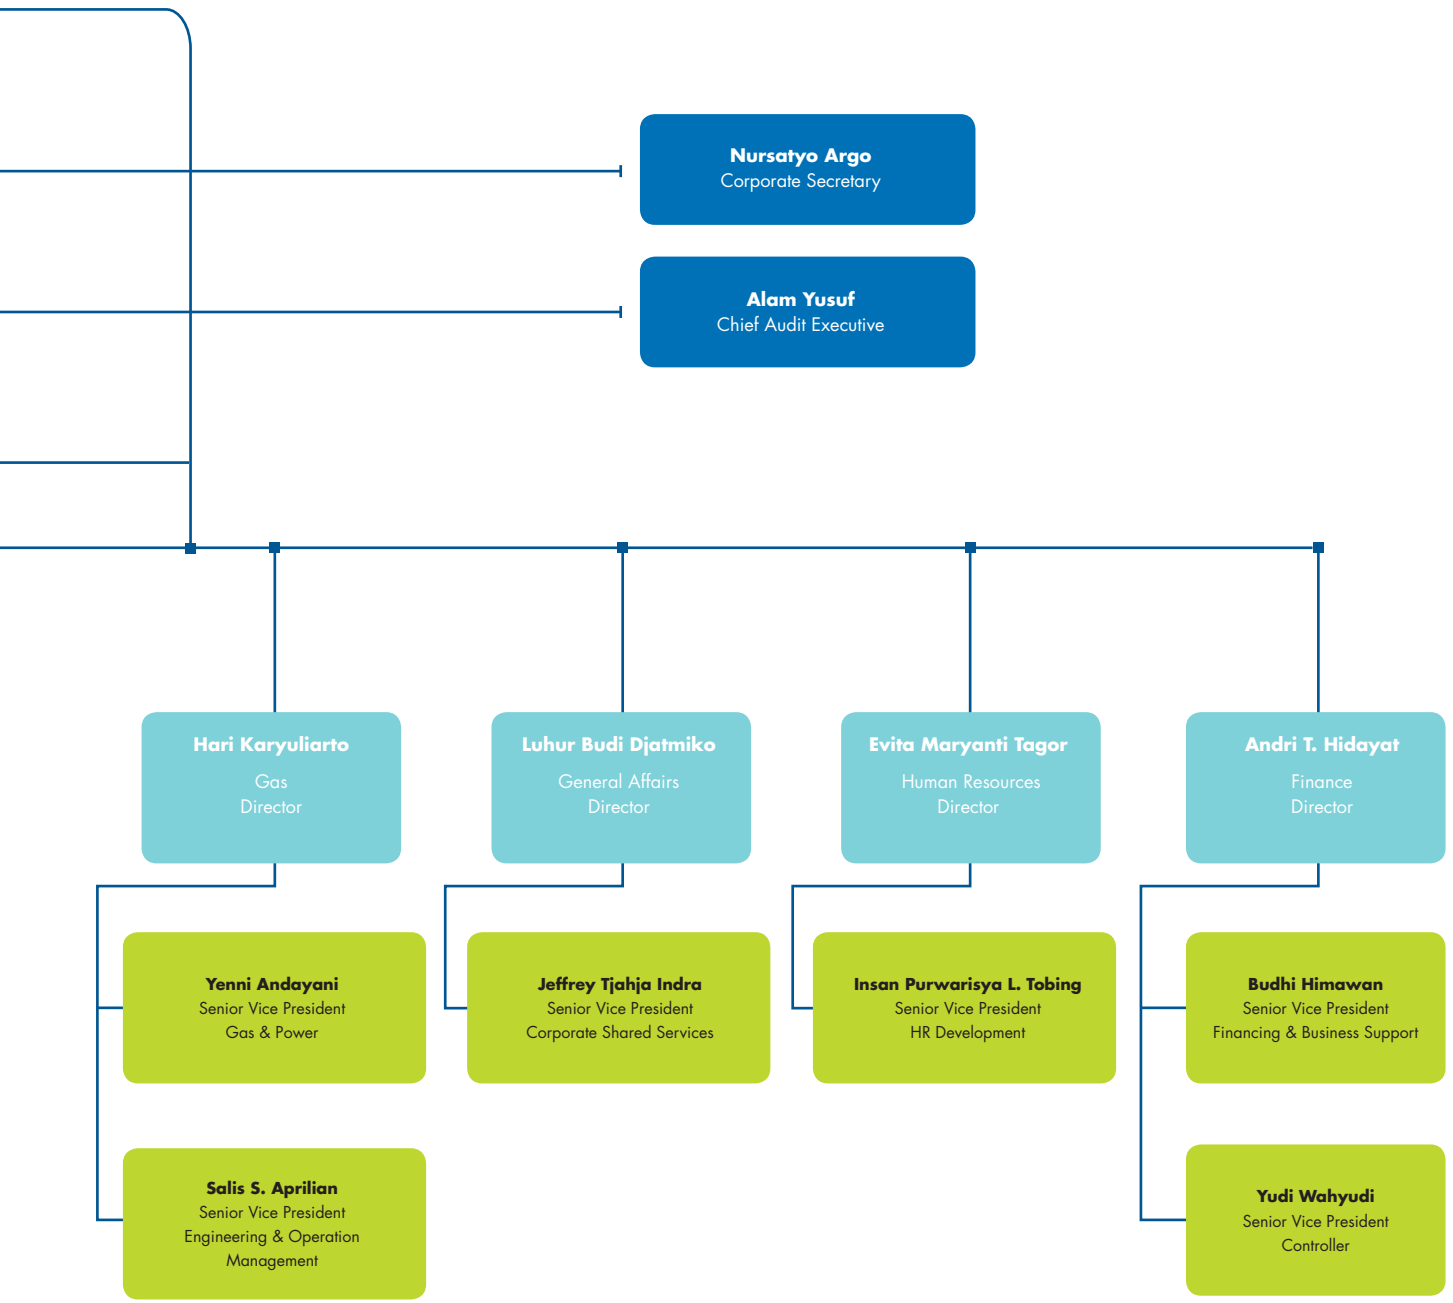 Nursatyo Argo
Corporate Secretary
Alam Yusuf
Chief Audit Executive
Hari Karyuliarto
Gas
Director
Luhur Budi Djatmiko
General Affairs
Director
Evita Maryanti Tagor
Human Resources
Director
Andri T. Hidayat
Finance
Director
Yenni Andayani
Senior Vice President
Gas & Power
Jeffrey Tjahja Indra
Senior Vice President
Corporate Shared Services
Insan Purwarisya L. Tobing
Senior Vice President
HR Development
Budhi Himawan
Senior Vice President
Financing & Business Support
Salis S. Aprilian
Senior Vice President
Engineering & Operation
Management
Yudi Wahyudi
Senior Vice President
Controller